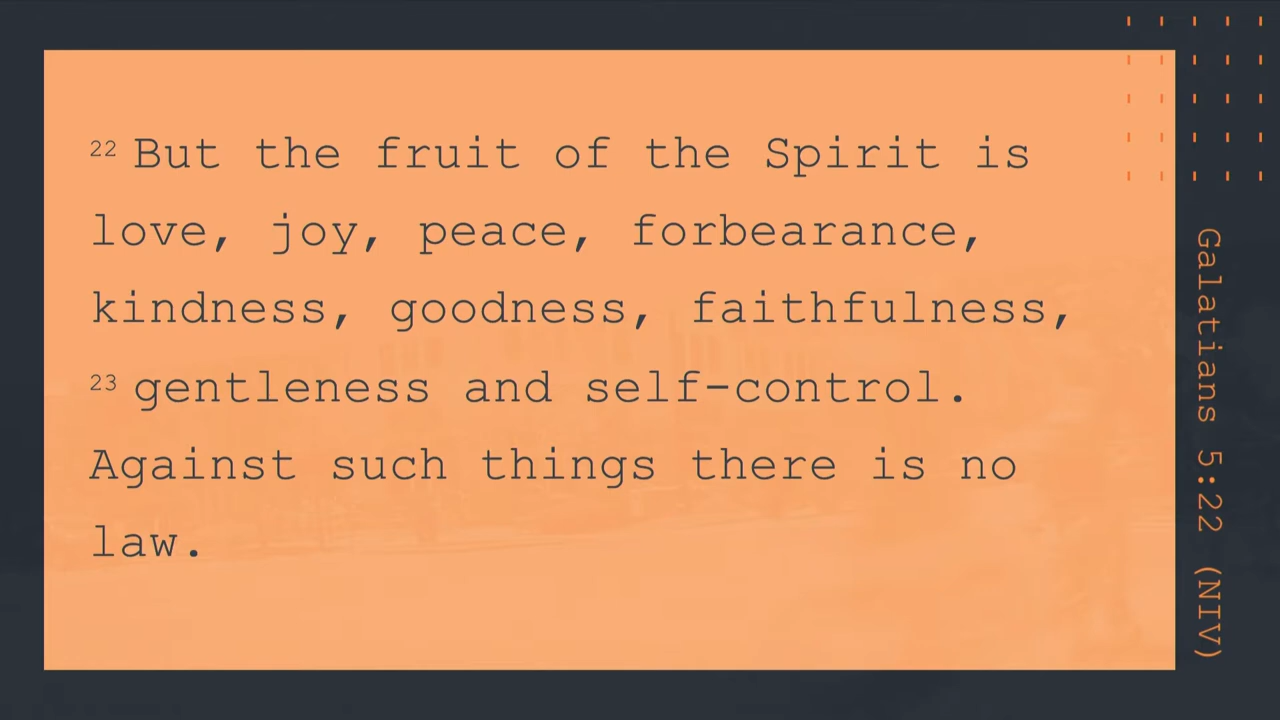 22 But the fruit of the Spirit is
love, joy, peace, forbearance,
kindness, goodness, faithfulness,
23 gentleness and self-control.
Against such things there is no
law.
Galatians 5:22 (NIV)